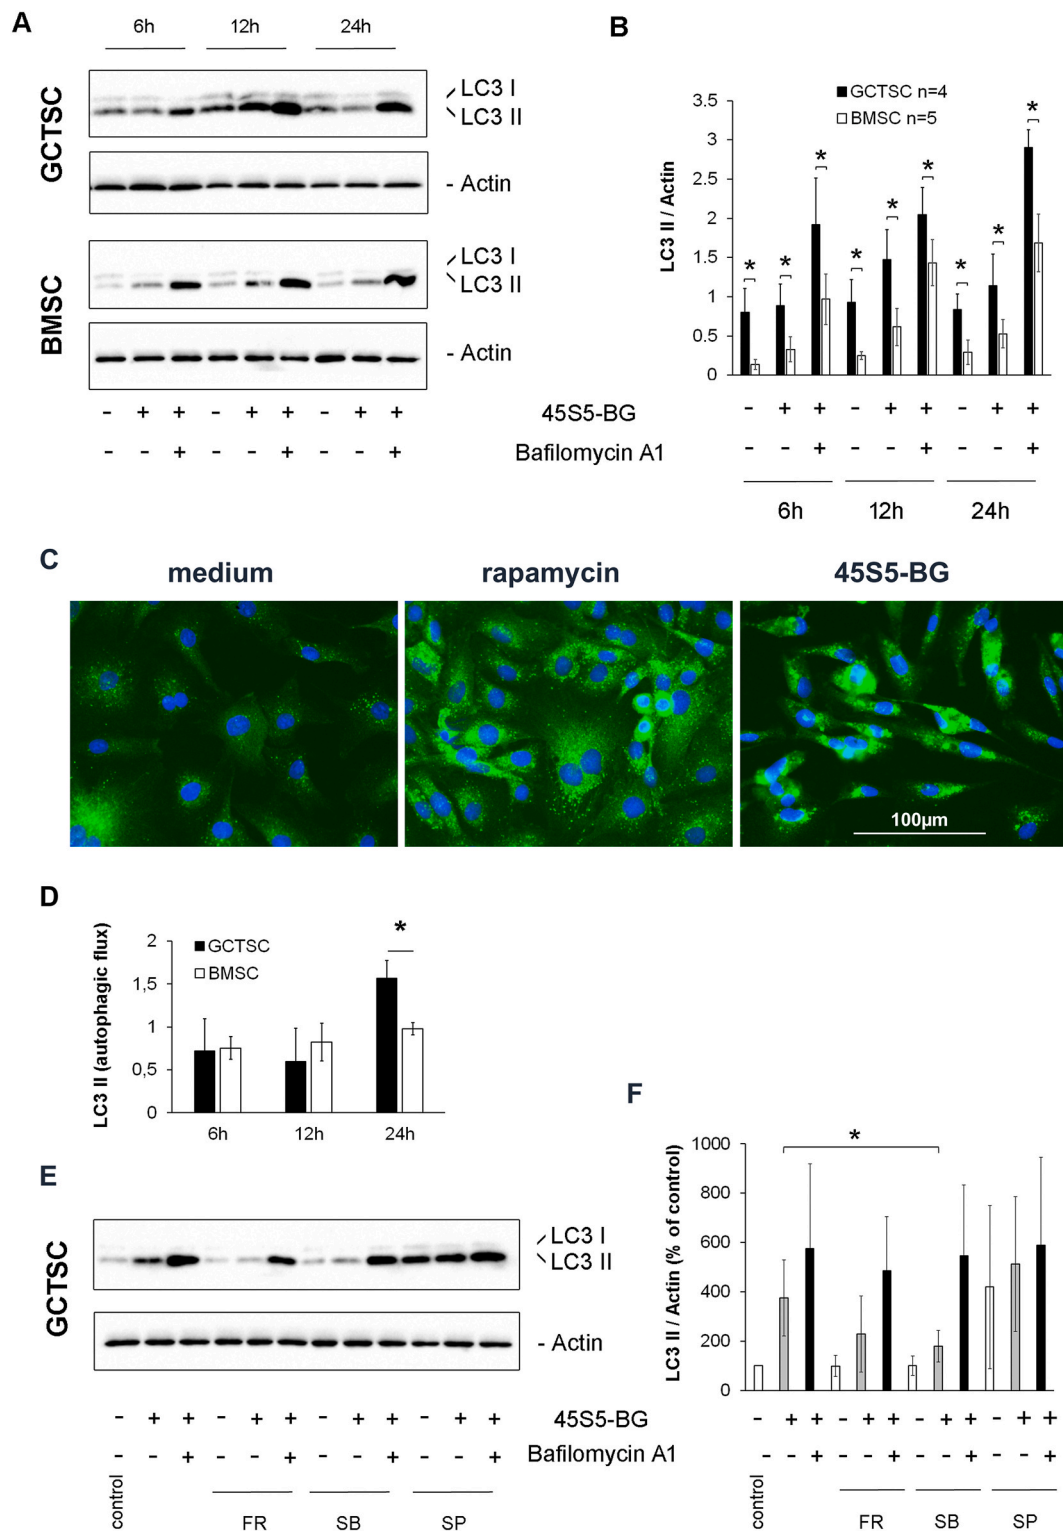 A
6h 12h 24h
GCTSC
LC3 I
LC3 II
- Actin
BMSC
LC3 I
LC3 II
- Actin
- + + - + + - + + 45S5-BG
- - + - - + - - + Bafilomycin A1
B
GCTSC n=4
BMSC n=5
LC3 II / Actin
3.5
3
2.5
2
1.5
1
0.5
0
* * * * * * * * *
- + + - + + - + +
- - + - - + - - +
6h 12h 24h
C
medium rapamycin 45S5-BG
100µm
D
LC3 II (autophagic flux)
2
1,5
1
0,5
0
GCTSC
BMSC
*
6h 12h 24h
E
GCTSC
LC3 I
LC3 II
- Actin
- + + - + + - + + - + + 45S5-BG
- - + - - + - - + - - + Bafilomycin A1
control FR SB SP
F
LC3 II / Actin (% of control)
1000
800
600
400
200
0
*
- + + - + + - + + - + +
- - + - - + - - + - - +
control FR SB SP